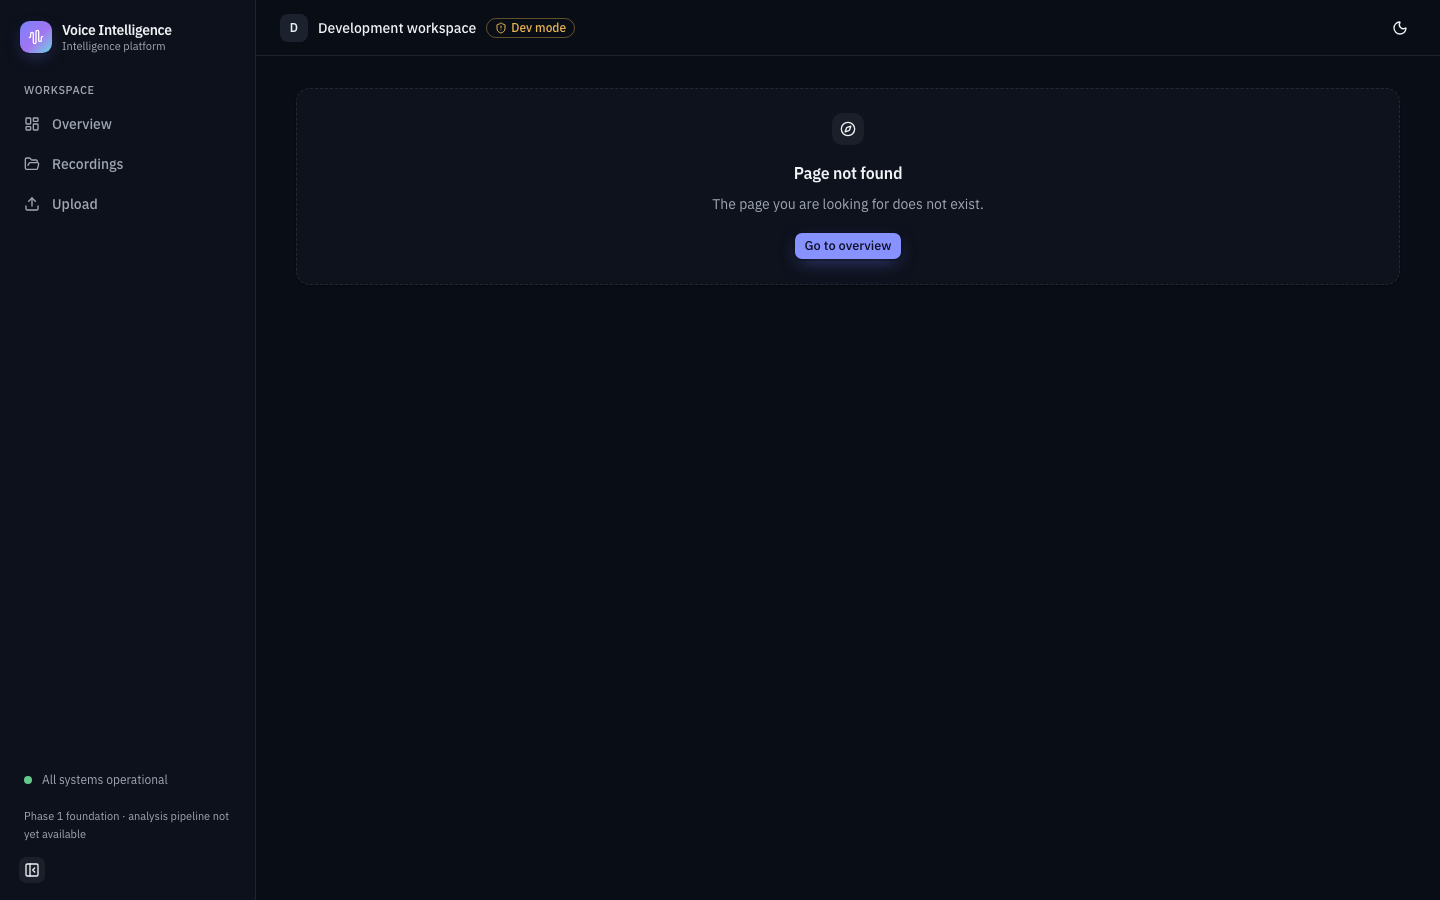 Voice Intelligence
Intelligence platform
WORKSPACE
Overview
Recordings
Upload
All systems operational
Phase 1 foundation · analysis pipeline not
yet available
D
Development workspace
Dev mode
Page not found
The page you are looking for does not exist.
Go to overview